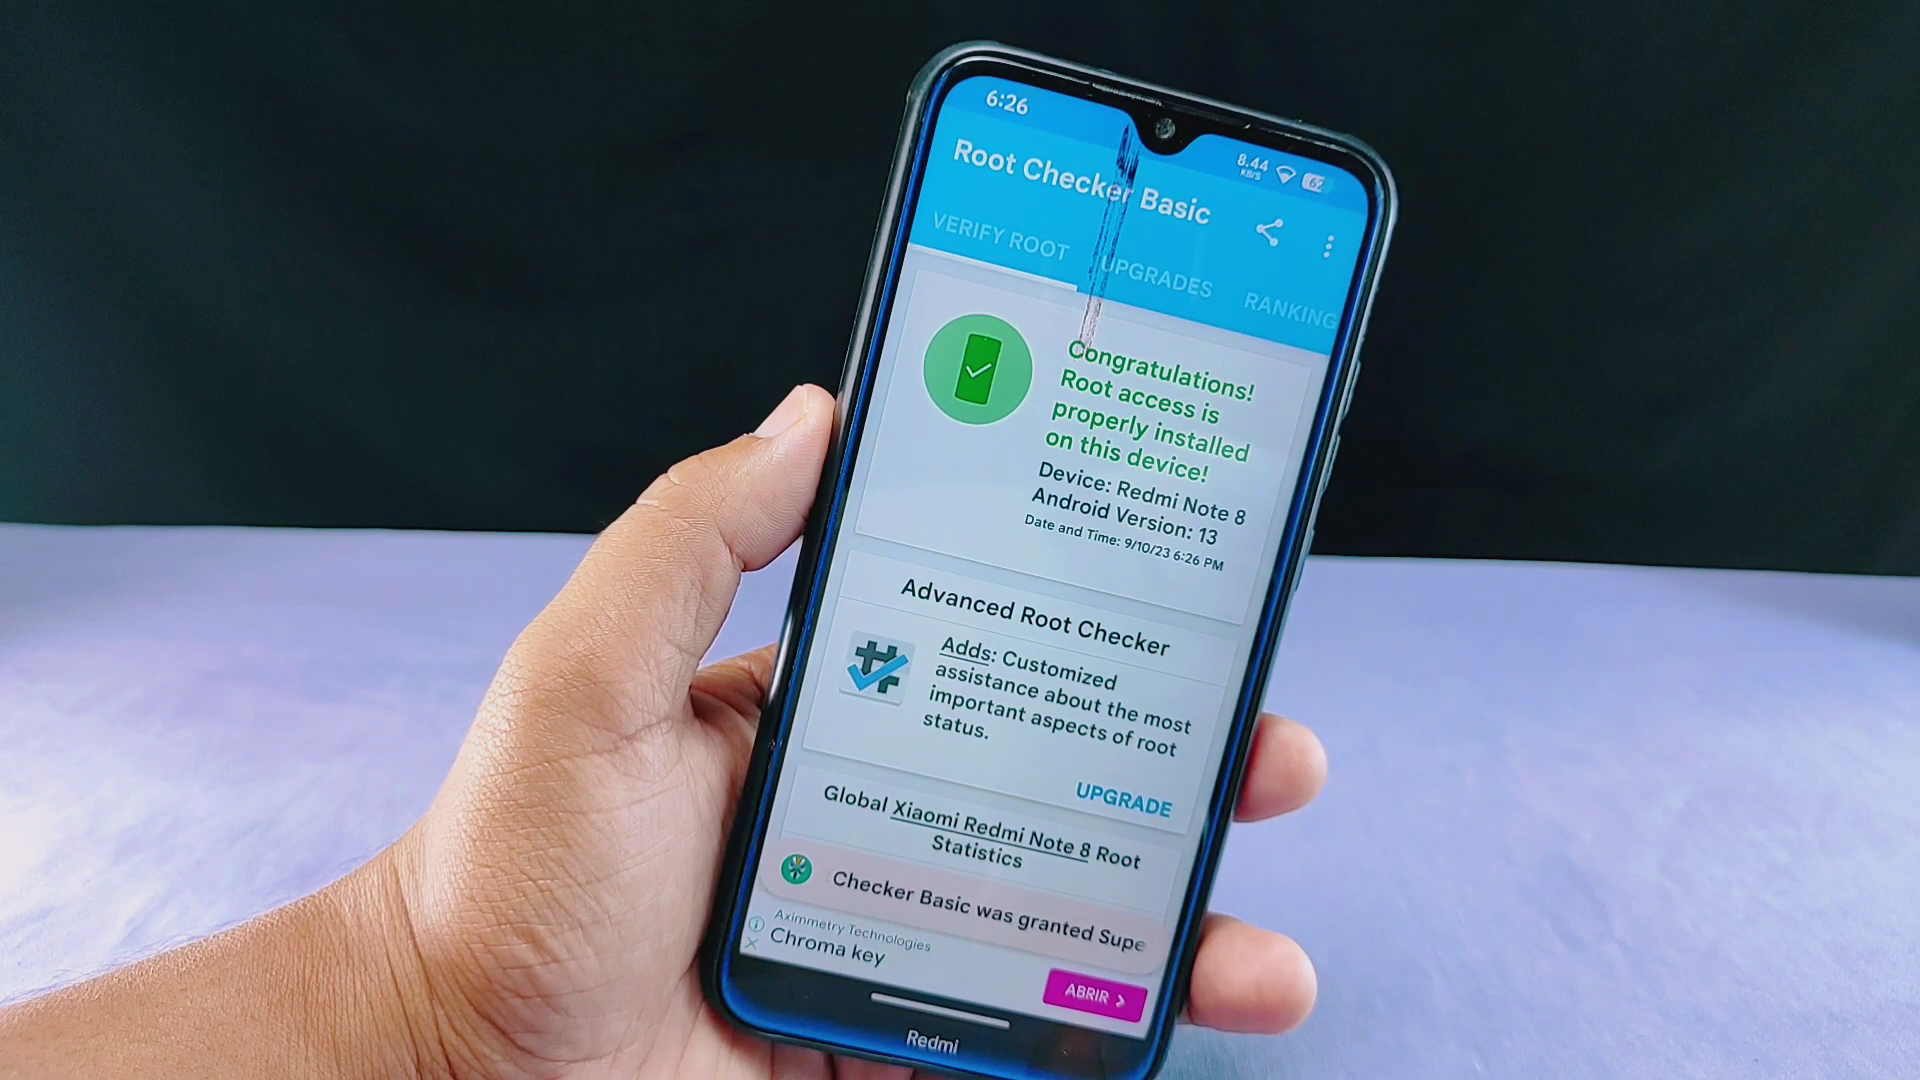 6:26
8.44
KB/S
62
Root Checker Basic
VERIFY ROOT
UPGRADES
RANKING
Congratulations!
Root access is
properly installed
on this device!
Device: Redmi Note 8
Android Version: 13
Date and Time: 9/10/23 6:26 PM
Advanced Root Checker
Adds: Customized
assistance about the most
important aspects of root
status.
UPGRADE
Global Xiaomi Redmi Note 8 Root
Statistics
Checker Basic was granted Supe
Aximmetry Technologies
Chroma key
ABRIR
Redmi